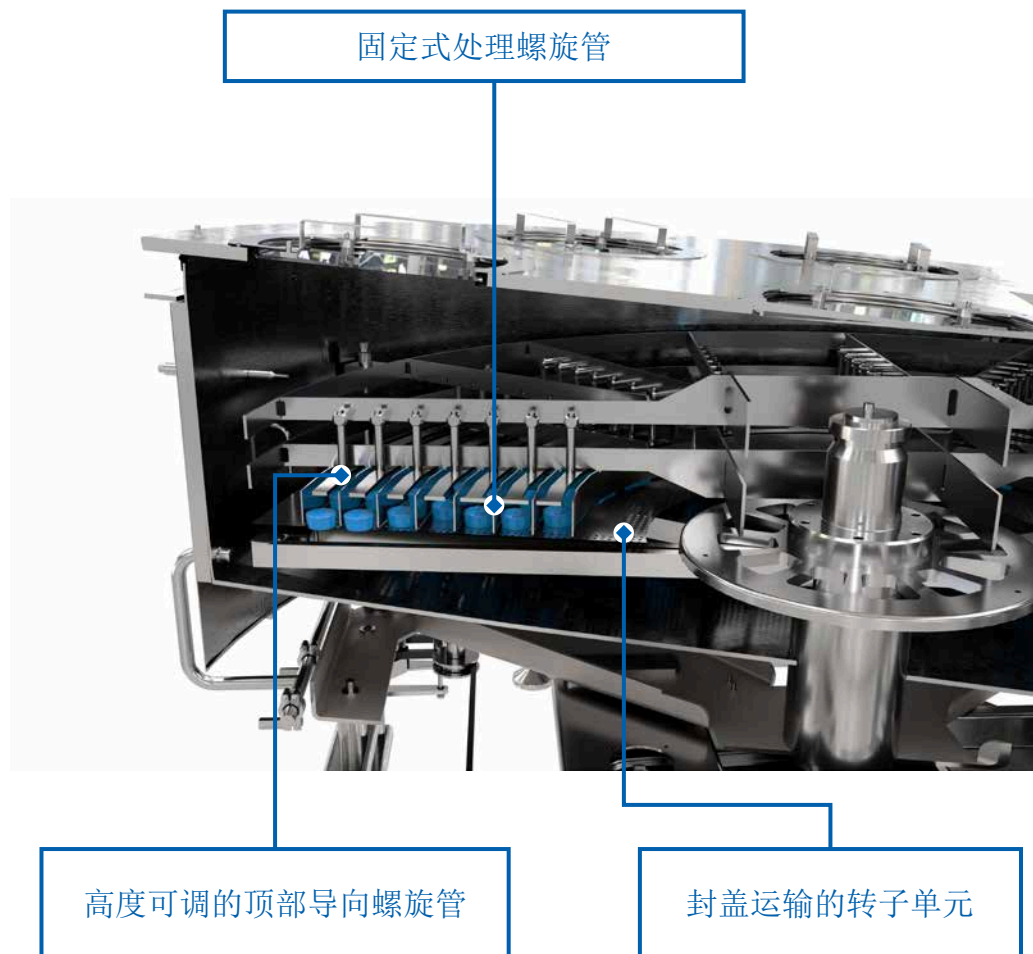 固定式处理螺旋管
高度可调的顶部导向螺旋管
封盖运输的转子单元